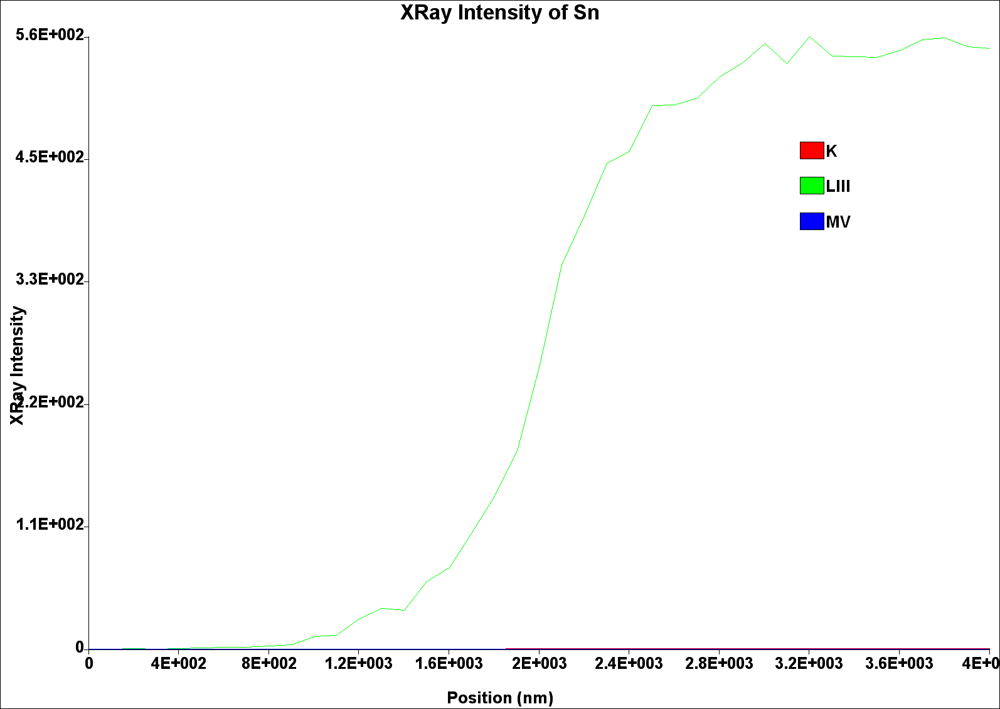 XRay Intensity of Sn
5.6E+002
4.5E+002
3.3E+002
2.2E+002
1.1E+002
0
XRay Intensity
K
LIII
MV
0 4E+002 8E+002 1.2E+003 1.6E+003 2E+003 2.4E+003 2.8E+003 3.2E+003 3.6E+003 4E+0
Position (nm)